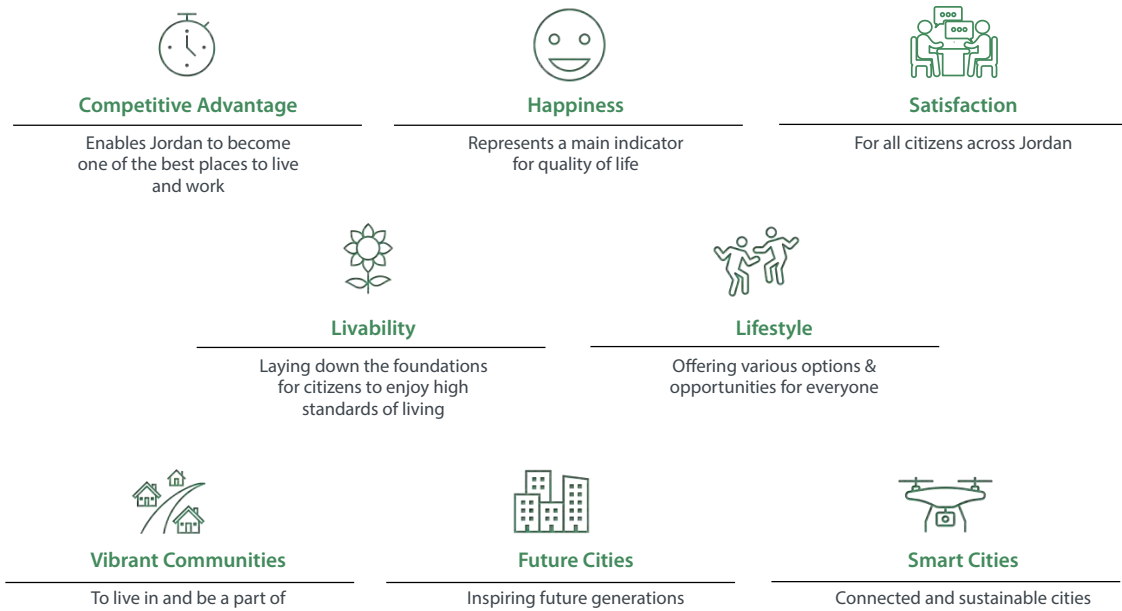 Competitive Advantage
Enables Jordan to become
one of the best places to live
and work
Happiness
Represents a main indicator
for quality of life
Satisfaction
For all citizens across Jordan
Livability
Laying down the foundations
for citizens to enjoy high
standards of living
Lifestyle
Offering various options &
opportunities for everyone
Vibrant Communities
To live in and be a part of
Future Cities
Inspiring future generations
Smart Cities
Connected and sustainable cities